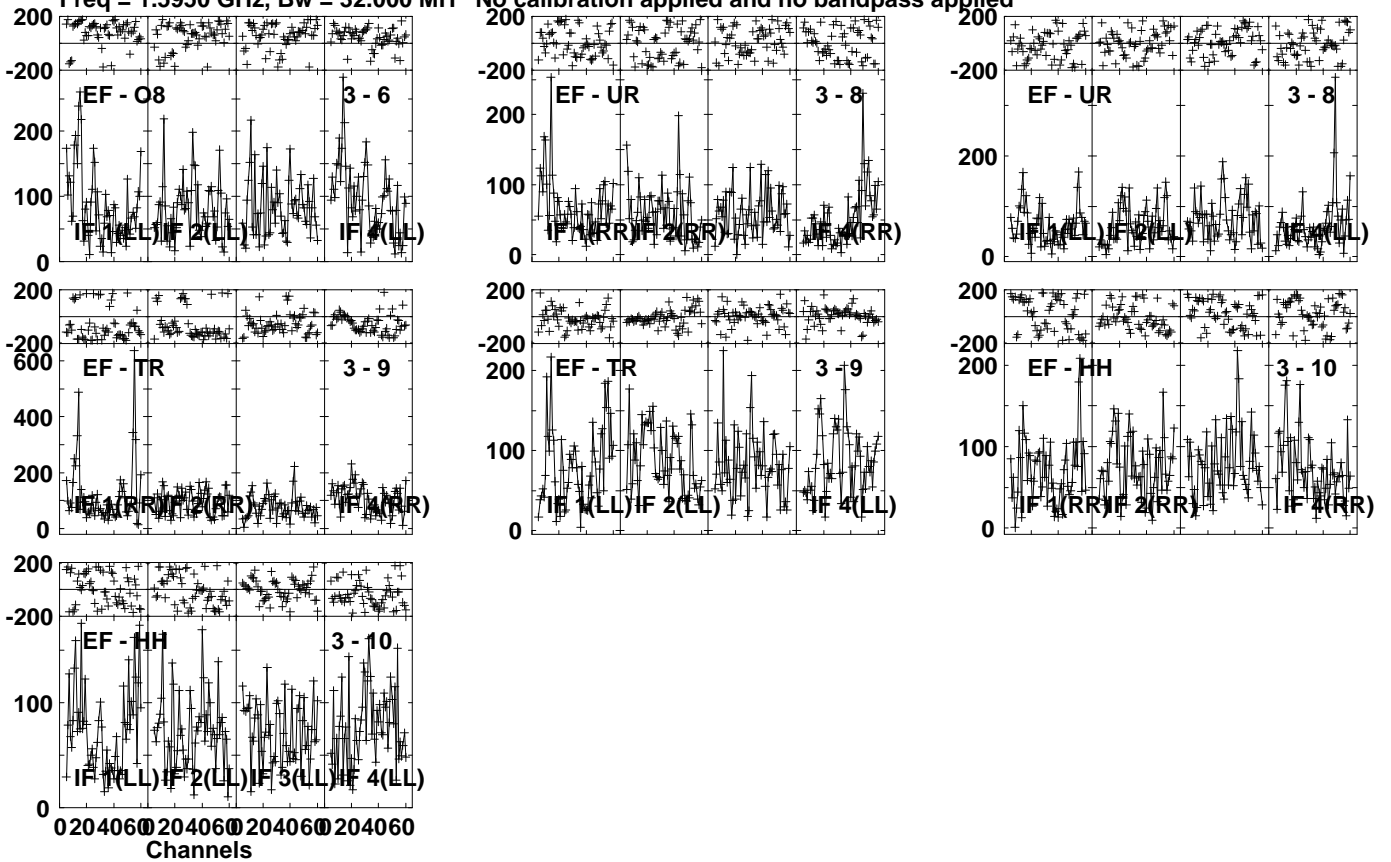 Freq = 1.5950 GHz, Bw = 32.000 MH No calibration applied and no bandpass applied
200
-200
EF - O8 3 - 6
200
100
0
IF 1(LL) IF 2(LL) IF 4(LL)
200
-200
EF - UR 3 - 8
200
100
0
IF 1(RR) IF 2(RR) IF 4(RR)
200
-200
EF - UR 3 - 8
200
0
IF 1(LL) IF 2(LL) IF 4(LL)
200
-200
EF - TR 3 - 9
600
400
200
0
IF 1(RR) IF 2(RR) IF 4(RR)
200
-200
EF - TR 3 - 9
200
100
0
IF 1(LL) IF 2(LL) IF 4(LL)
200
-200
EF - HH 3 - 10
200
100
0
IF 1(RR) IF 2(RR) IF 4(RR)
200
-200
EF - HH 3 - 10
100
0
IF 1(LL) IF 2(LL) IF 3(LL) IF 4(LL)
0 20 40 60 0 20 40 60 0 20 40 60 0 20 40 60
Channels